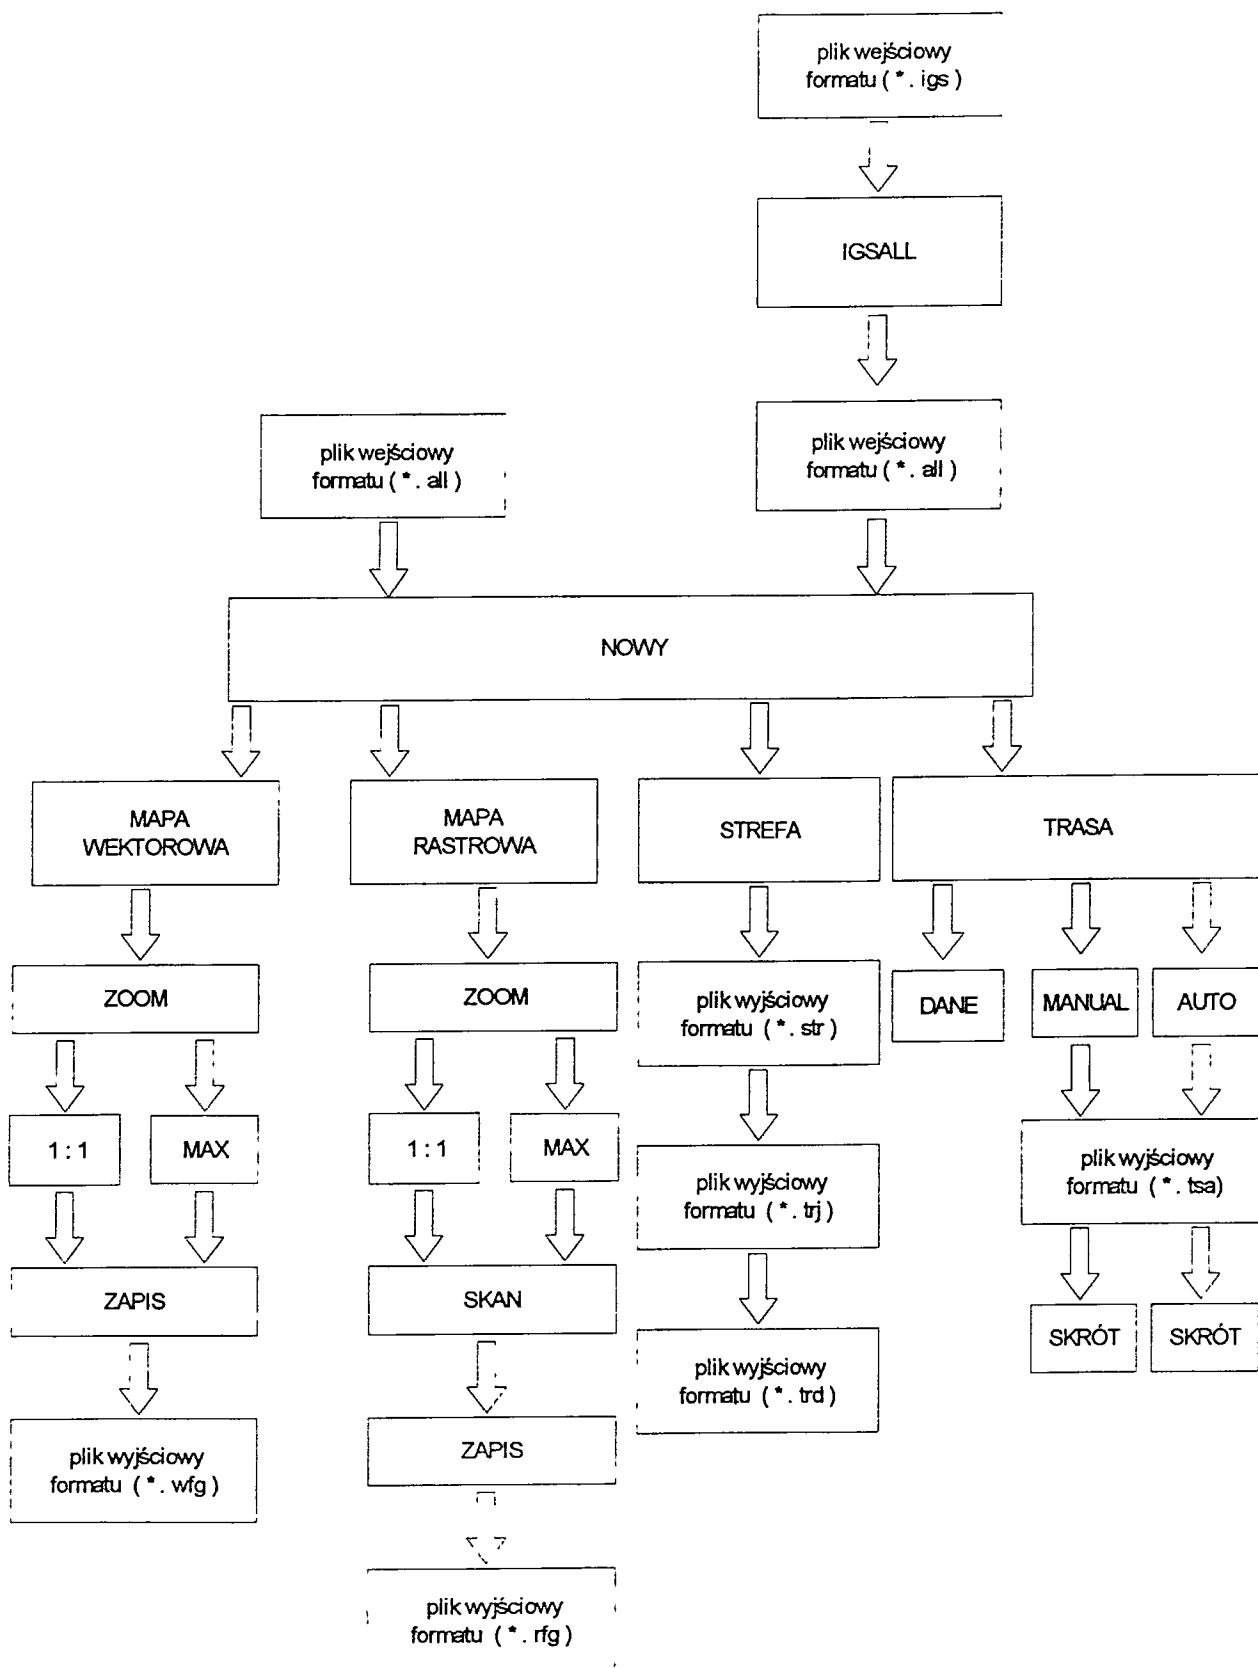 plik wejściowy
formatu ( * . igs )
IGSALL
plik wejściowy
formatu ( * . all )
plik wejściowy
formatu ( * . all )
NOWY
MAPA
WEKTOROWA
MAPA
RASTROWA
STREFA
TRASA
ZOOM
ZOOM
plik wyjściowy
formatu ( * . str )
DANE
MANUAL
AUTO
1 : 1
MAX
1 : 1
MAX
plik wyjściowy
formatu ( * . trj )
plik wyjściowy
formatu ( * . tsa)
ZAPIS
SKAN
plik wyjściowy
formatu ( * . trd )
SKRÓT
SKRÓT
plik wyjściowy
formatu ( * . wfg )
ZAPIS
plik wyjściowy
formatu ( * . rfg )